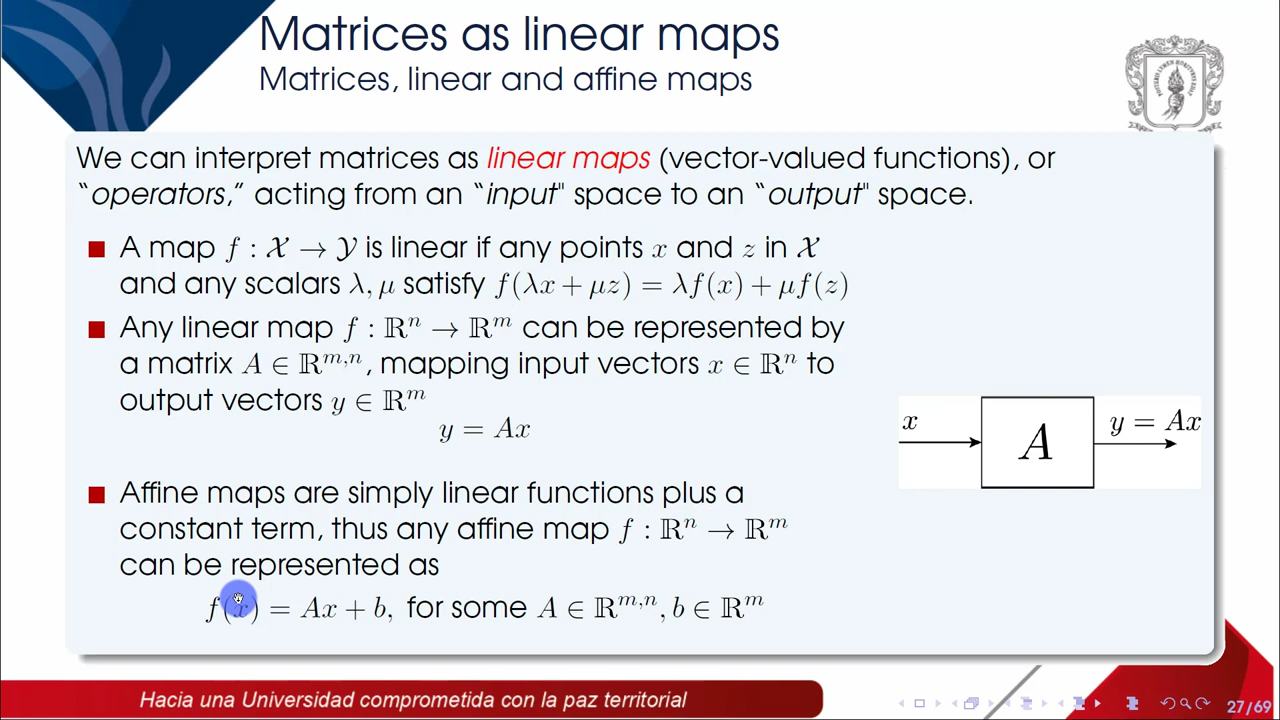 Matrices as linear maps
Matrices, linear and affine maps
We can interpret matrices as linear maps (vector-valued functions), or
“operators,” acting from an “input" space to an “output" space.
A map f : 𝒳 → 𝒴 is linear if any points x and z in 𝒳
and any scalars λ, μ satisfy f(λx + μz) = λf(x) + μf(z)
Any linear map f : ℝⁿ → ℝᵐ can be represented by
a matrix A ∈ ℝᵐ,ⁿ, mapping input vectors x ∈ ℝⁿ to
output vectors y ∈ ℝᵐ
y = Ax
x
A
y = Ax
Affine maps are simply linear functions plus a
constant term, thus any affine map f : ℝⁿ → ℝᵐ
can be represented as
f(x) = Ax + b, for some A ∈ ℝᵐ,ⁿ, b ∈ ℝᵐ
Hacia una Universidad comprometida con la paz territorial
27/69